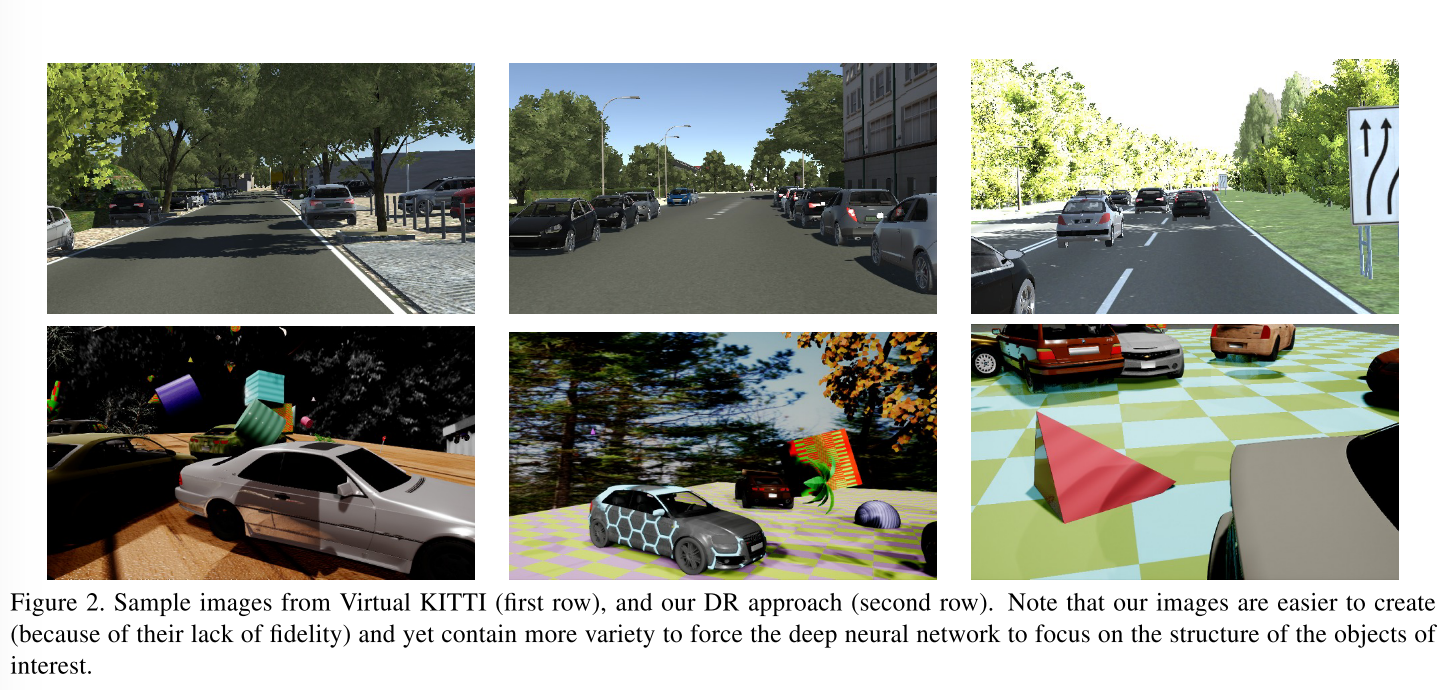 Figure 2. Sample images from Virtual KITTI (first row), and our DR approach (second row). Note that our images are easier to create
(because of their lack of fidelity) and yet contain more variety to force the deep neural network to focus on the structure of the objects of
interest.